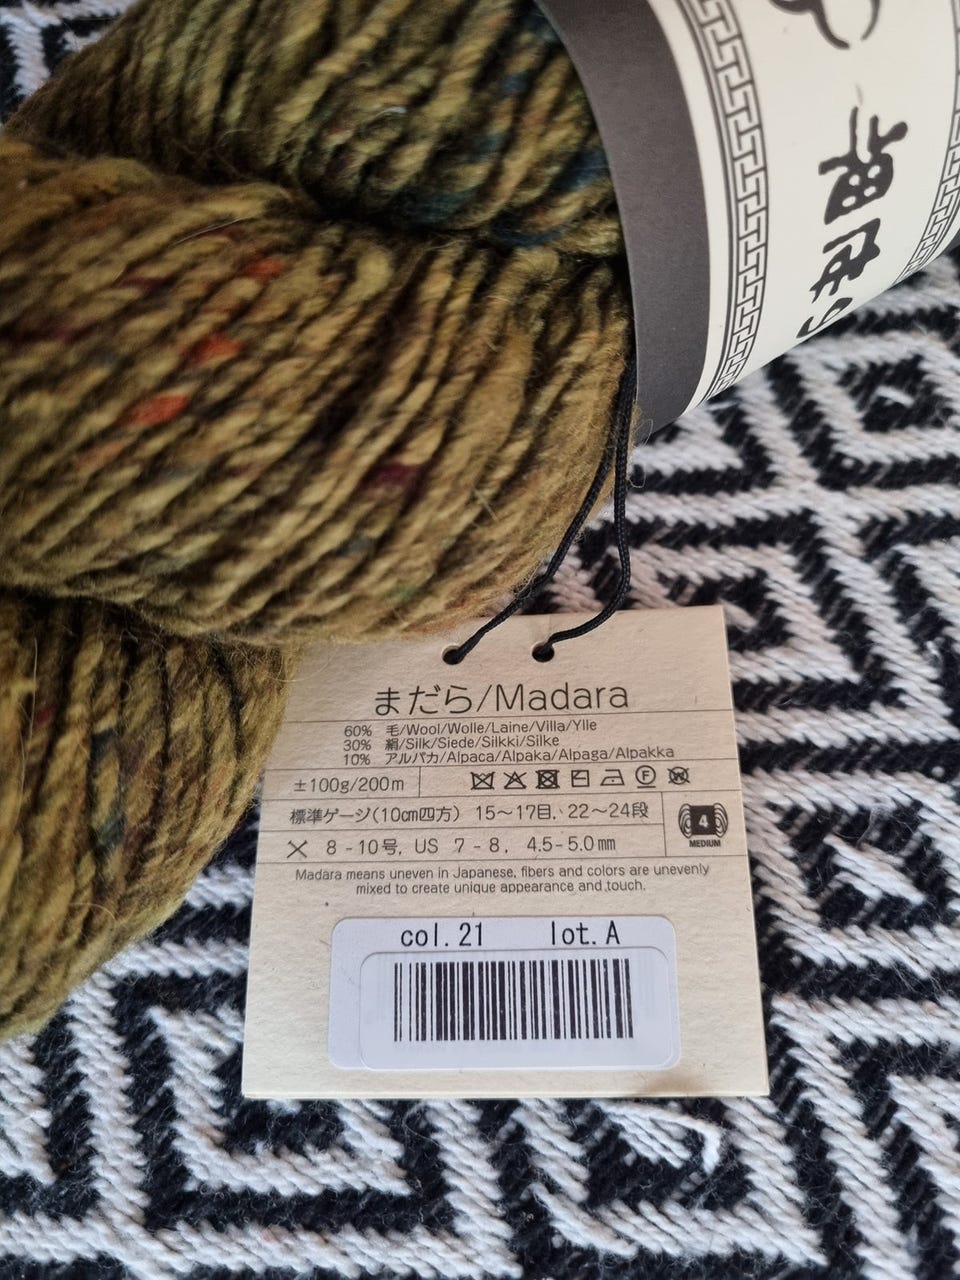 まだら/Madara
60% 毛/Wool/Wolle/Laine/Villa/Ylle
30% 絹/Silk/Siede/Silkki/Silke
10% アルパカ/Alpaca/Alpaka/Alpaga/Alpakka
±100g/200m
F W
標準ゲージ(10cm四方) 15～17目, 22～24段
4
MEDIUM
8-10号, US 7-8, 4.5-5.0mm
Madara means uneven in Japanese, fibers and colors are unevenly
mixed to create unique appearance and touch.
col.21 lot.A